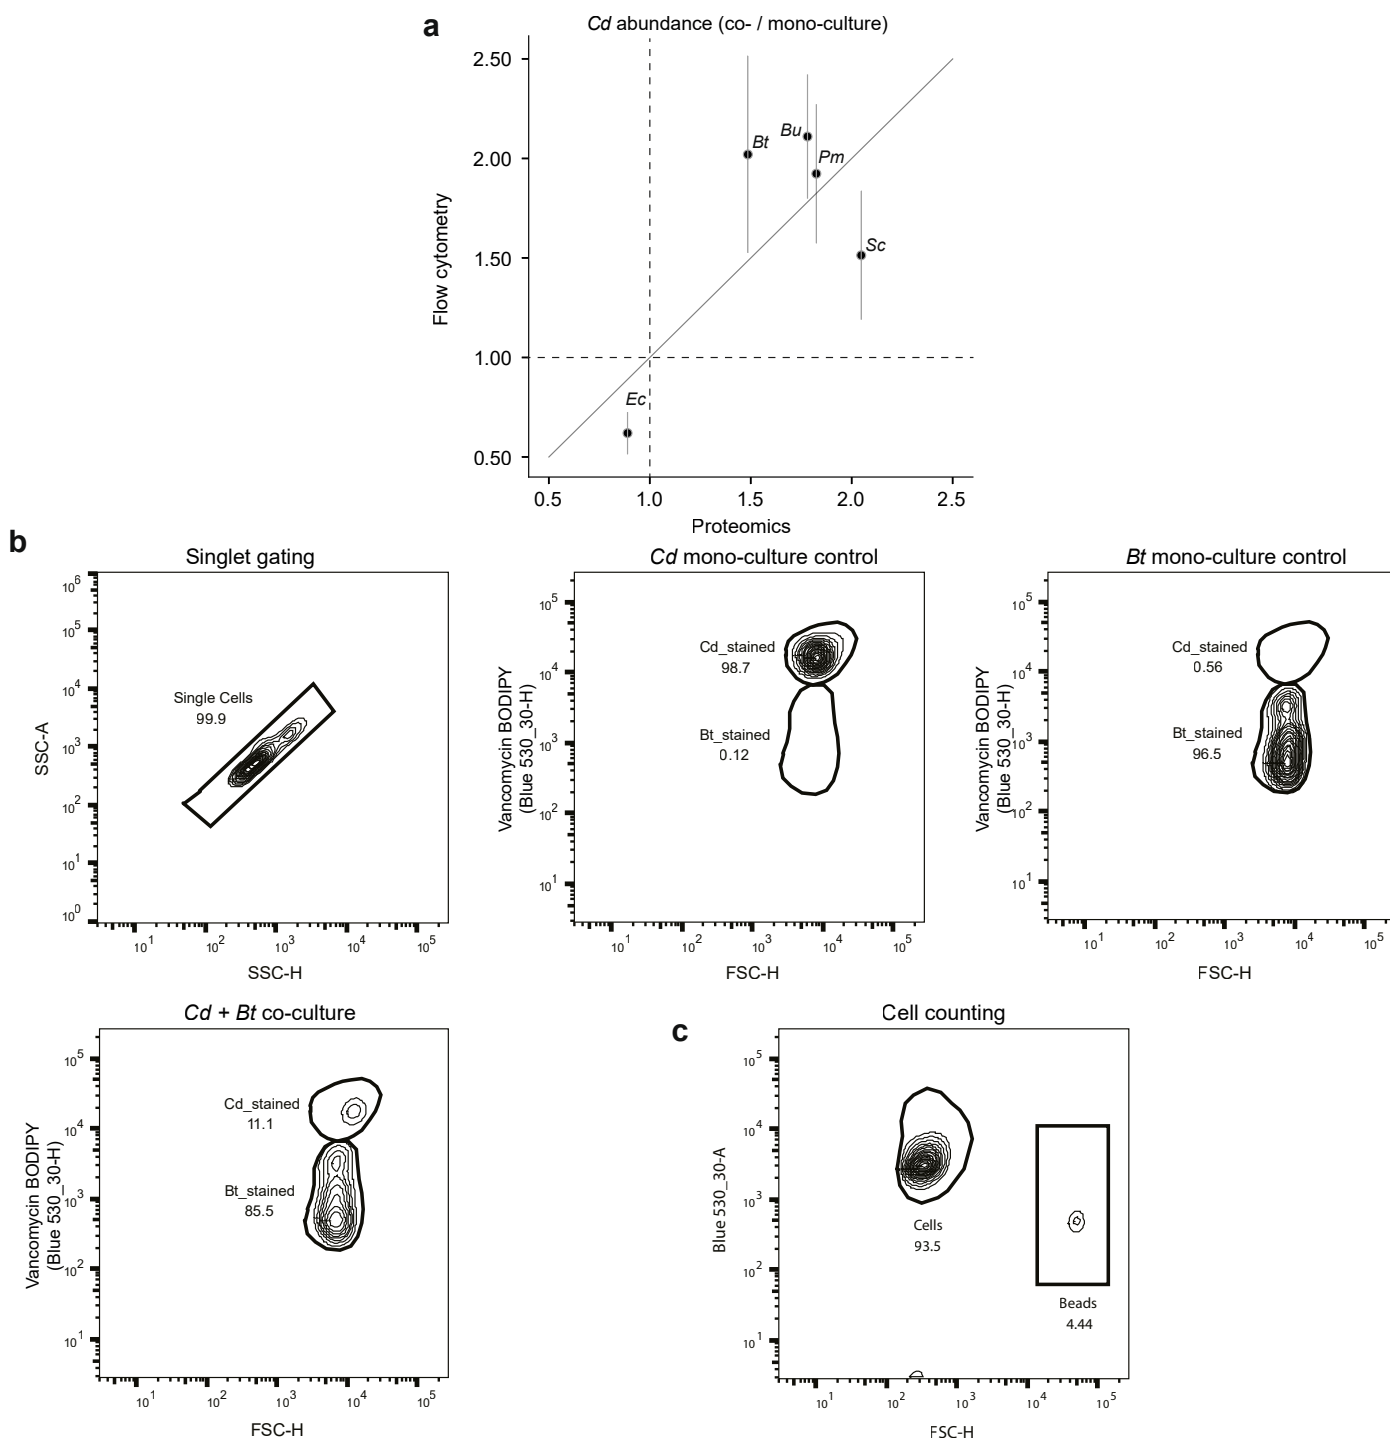 a
Cd abundance (co- / mono-culture)
2.50
2.00
1.50
1.00
0.50
Flow cytometry
Bt
Bu
Pm
Sc
Ec
0.5 1.0 1.5 2.0 2.5
Proteomics
b
Singlet gating
10^6
10^5
10^4
10^3
10^2
10^1
10^0
SSC-A
Single Cells
99.9
10^1 10^2 10^3 10^4 10^5
SSC-H
Cd mono-culture control
10^5
10^4
10^3
10^2
10^1
Vancomycin BODIPY
(Blue 530_30-H)
Cd_stained
98.7
Bt_stained
0.12
10^1 10^2 10^3 10^4 10^5
FSC-H
Bt mono-culture control
10^5
10^4
10^3
10^2
10^1
Vancomycin BODIPY
(Blue 530_30-H)
Cd_stained
0.56
Bt_stained
96.5
10^1 10^2 10^3 10^4 10^5
FSC-H
Cd + Bt co-culture
10^5
10^4
10^3
10^2
10^1
Vancomycin BODIPY
(Blue 530_30-H)
Cd_stained
11.1
Bt_stained
85.5
10^1 10^2 10^3 10^4 10^5
FSC-H
c
Cell counting
10^5
10^4
10^3
10^2
10^1
Blue 530_30-A
Cells
93.5
Beads
4.44
10^1 10^2 10^3 10^4 10^5
FSC-H